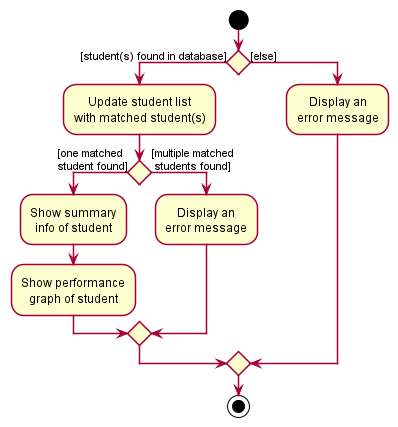 [student(s) found in database]
[else]
Update student list
with matched student(s)
Display an
error message
[one matched
student found]
[multiple matched
students found]
Show summary
info of student
Display an
error message
Show performance
graph of student